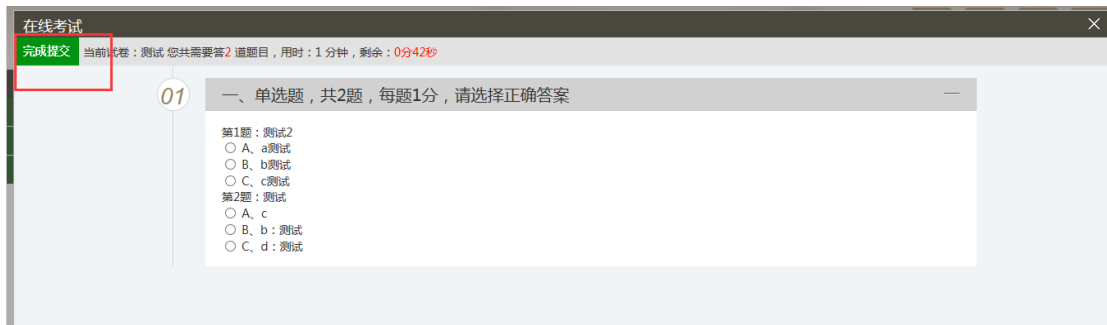 在线考试
完成提交 当前试卷：测试 您共需要答2 道题目，用时：1 分钟，剩余：0分42秒
01 一、单选题，共2题，每题1分，请选择正确答案
第1题：测试2
A、a测试
B、b测试
C、c测试
第2题：测试
A、c
B、b：测试
C、d：测试